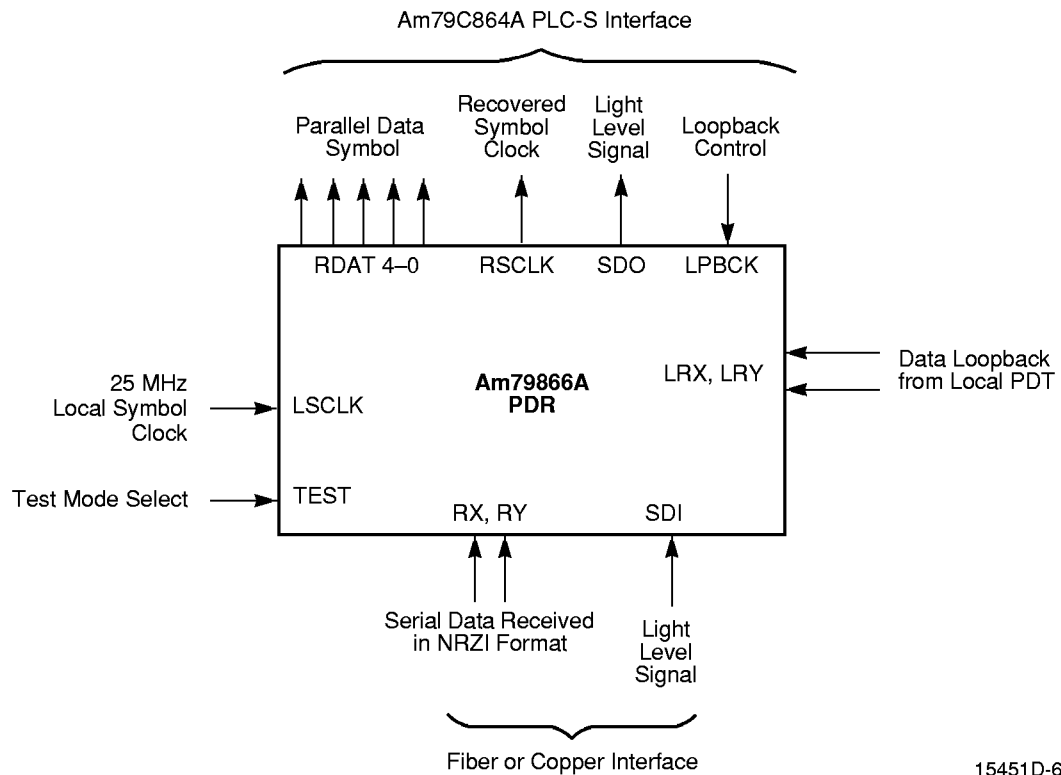 Am79C864A PLC-S Interface
Parallel Data
Symbol
Recovered
Symbol
Clock
Light
Level
Signal
Loopback
Control
RDAT 4–0
RSCLK
SDO
LPBCK
25 MHz
Local Symbol
Clock
LSCLK
Am79866A
PDR
LRX, LRY
Data Loopback
from Local PDT
Test Mode Select
TEST
RX, RY
SDI
Serial Data Received
in NRZI Format
Light
Level
Signal
Fiber or Copper Interface
15451D-6